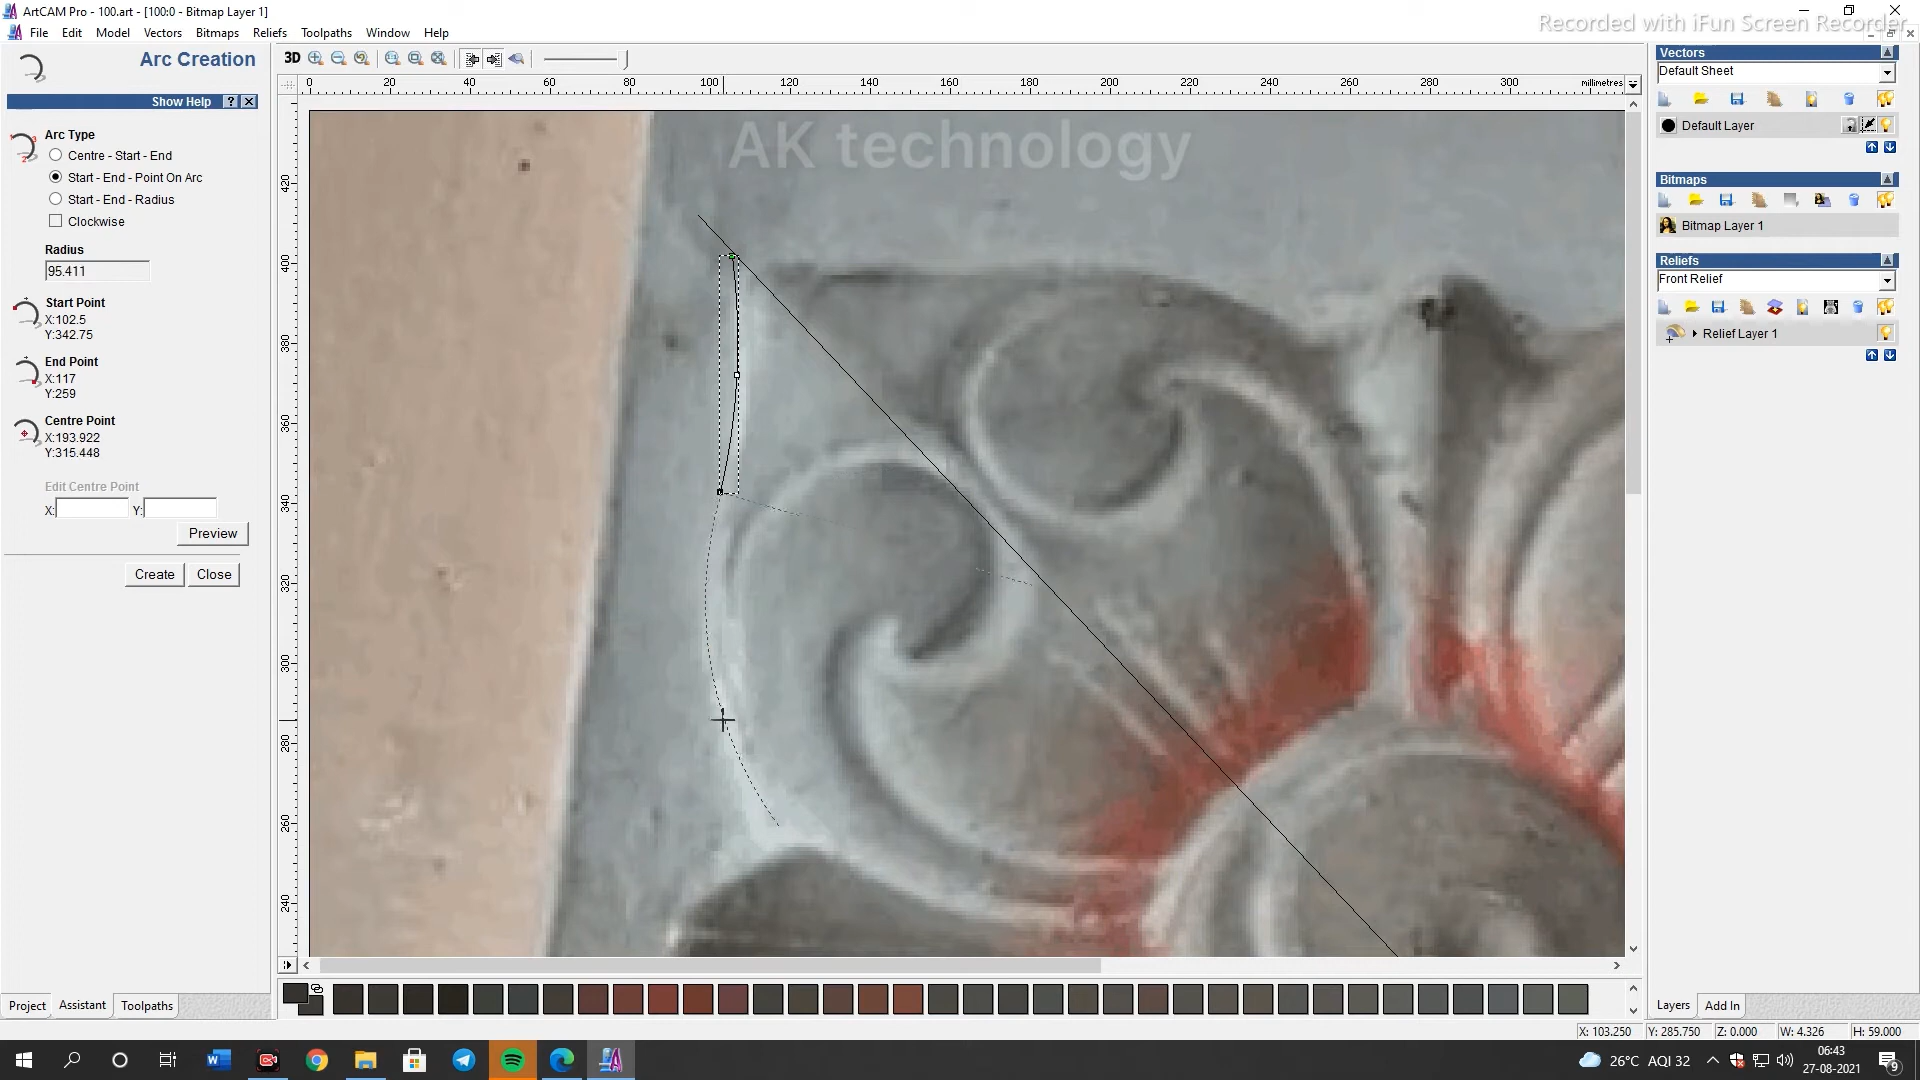 ArtCAM Pro - 100.art - [100:0 - Bitmap Layer 1]
Recorded with iFun Screen Recorder
File Edit Model Vectors Bitmaps Reliefs Toolpaths Window Help
Arc Creation
Show Help ?
Arc Type
Centre - Start - End
Start - End - Point On Arc
Start - End - Radius
Clockwise
Radius
95.411
Start Point
X:102.5
Y:342.75
End Point
X:117
Y:259
Centre Point
X:193.922
Y:315.448
Edit Centre Point
X: Y:
Preview
Create Close
Project Assistant Toolpaths
3D
0 20 40 60 80 100 120 140 160 180 200 220 240 260 280 300 millimetres
420
400
380
360
340
320
300
280
260
240
AK technology
Vectors
Default Sheet
Default Layer
Bitmaps
Bitmap Layer 1
Reliefs
Front Relief
Relief Layer 1
Layers Add In
X: 103.250 Y: 285.750 Z: 0.000 W: 4.326 H: 59.000
26°C AQI 32
06:43
27-08-2021
9